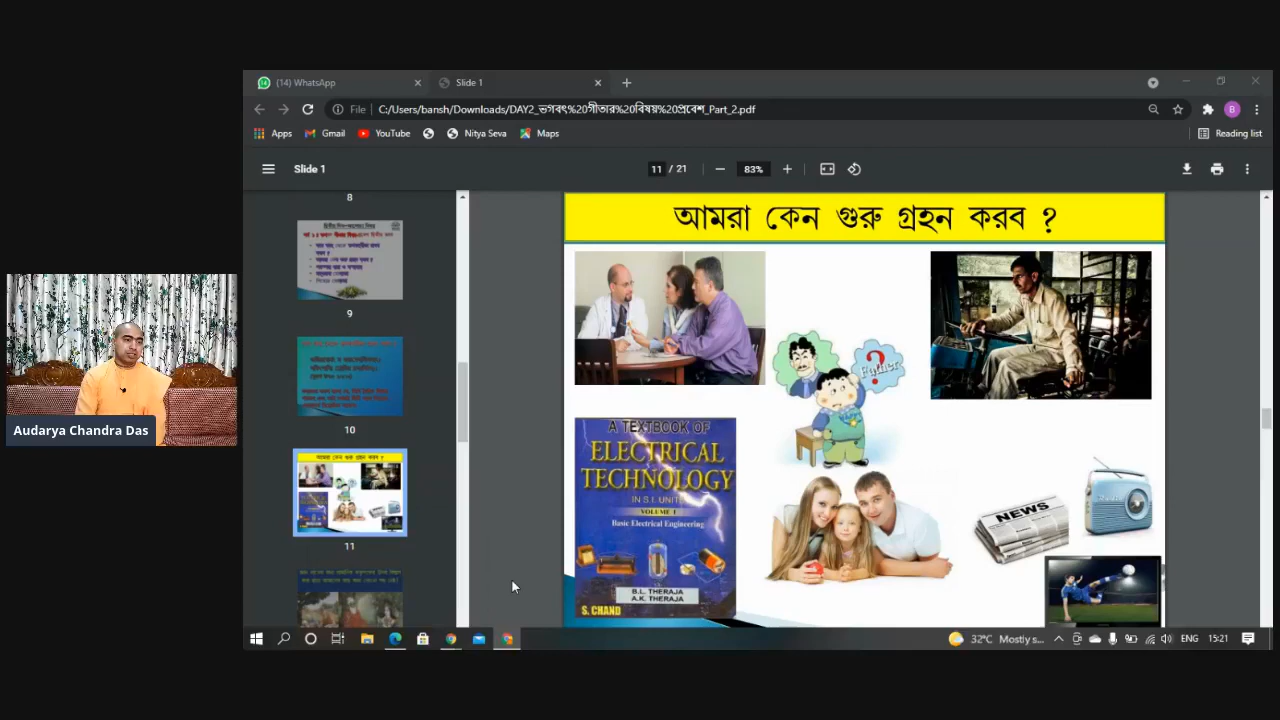 (14) WhatsApp
Slide 1
File
C:/Users/bansh/Downloads/DAY2_ভগবৎ%20গীতার%20বিষয়%20প্রবেশ_Part_2.pdf
Apps
Gmail
YouTube
Nitya Seva
Maps
Reading list
Slide 1
11 / 21
83%
8
9
10
11
আমরা কেন গুরু গ্রহন করব ?
Father
A TEXTBOOK OF
ELECTRICAL
TECHNOLOGY
IN S.I. UNITS
VOLUME I
Basic Electrical Engineering
B.L. THERAJA
A.K. THERAJA
S. CHAND
NEWS
Audarya Chandra Das
32°C Mostly s...
ENG
15:21